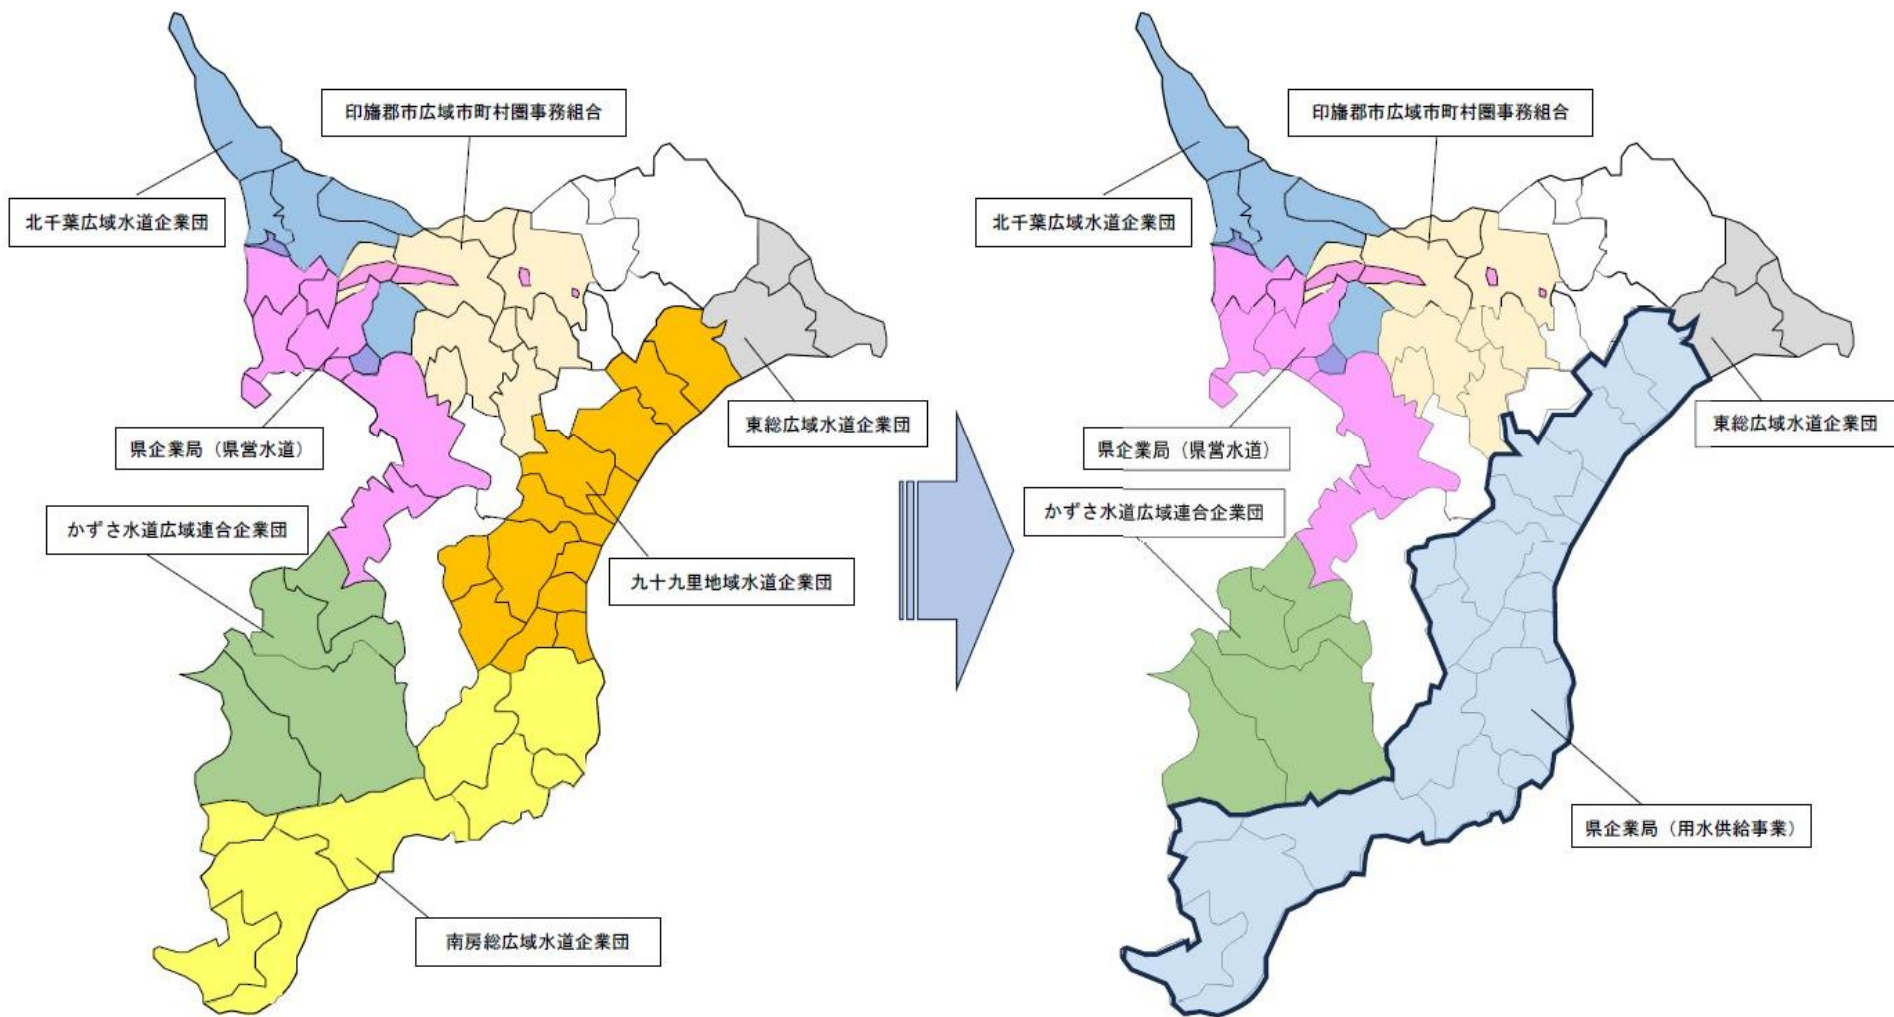 印旛郡市広域市町村圏事務組合
北千葉広域水道企業団
東総広域水道企業団
県企業局（県営水道）
かずさ水道広域連合企業団
九十九里地域水道企業団
南房総広域水道企業団
印旛郡市広域市町村圏事務組合
北千葉広域水道企業団
東総広域水道企業団
県企業局（県営水道）
かずさ水道広域連合企業団
県企業局（用水供給事業）